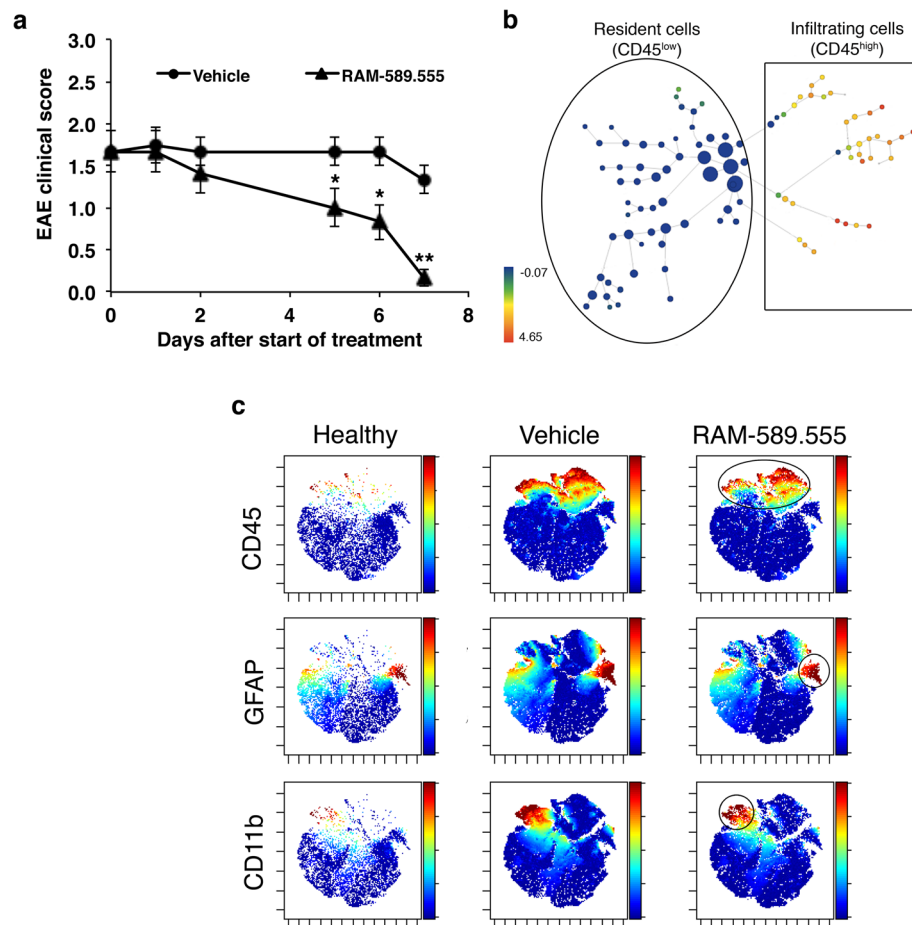 a
EAE clinical score
3.0
2.5
2.0
1.5
1.0
0.5
0.0
Vehicle
RAM-589.555
*
*
**
0
2
4
6
8
Days after start of treatment
b
Resident cells
(CD45low)
Infiltrating cells
(CD45high)
-0.07
4.65
c
Healthy
Vehicle
RAM-589.555
CD45
GFAP
CD11b